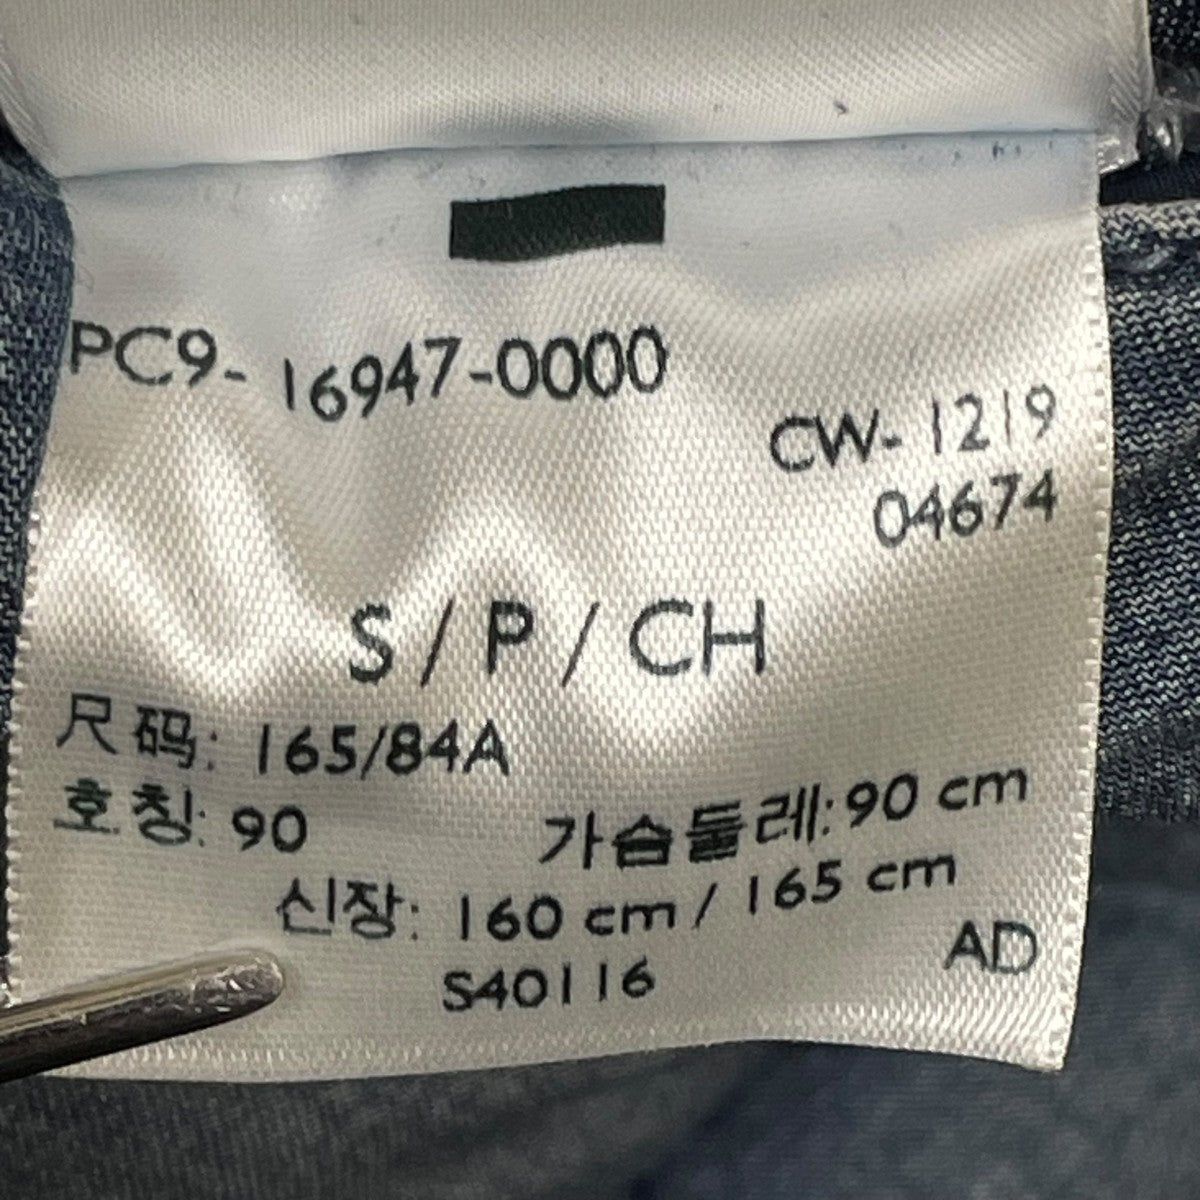 PC9-16947-0000
CW-1219
04674
S / P / CH
尺码: 165/84A
호칭: 90 가슴둘레: 90 cm
신장: 160 cm / 165 cm
S40116 AD